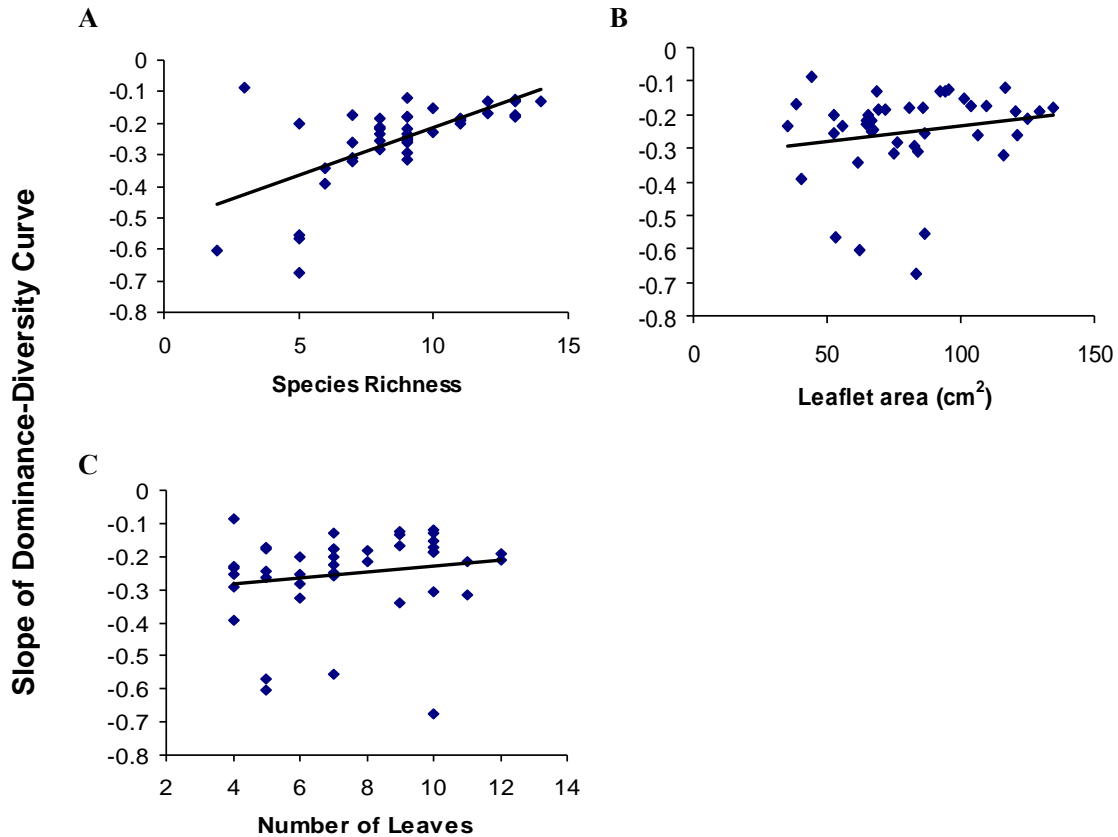 A
0
-0.1
-0.2
-0.3
-0.4
-0.5
-0.6
-0.7
-0.8
0 5 10 15
Species Richness
B
0
-0.1
-0.2
-0.3
-0.4
-0.5
-0.6
-0.7
-0.8
0 50 100 150
Leaflet area (cm²)
Slope of Dominance-Diversity Curve
C
0
-0.1
-0.2
-0.3
-0.4
-0.5
-0.6
-0.7
-0.8
2 4 6 8 10 12 14
Number of Leaves